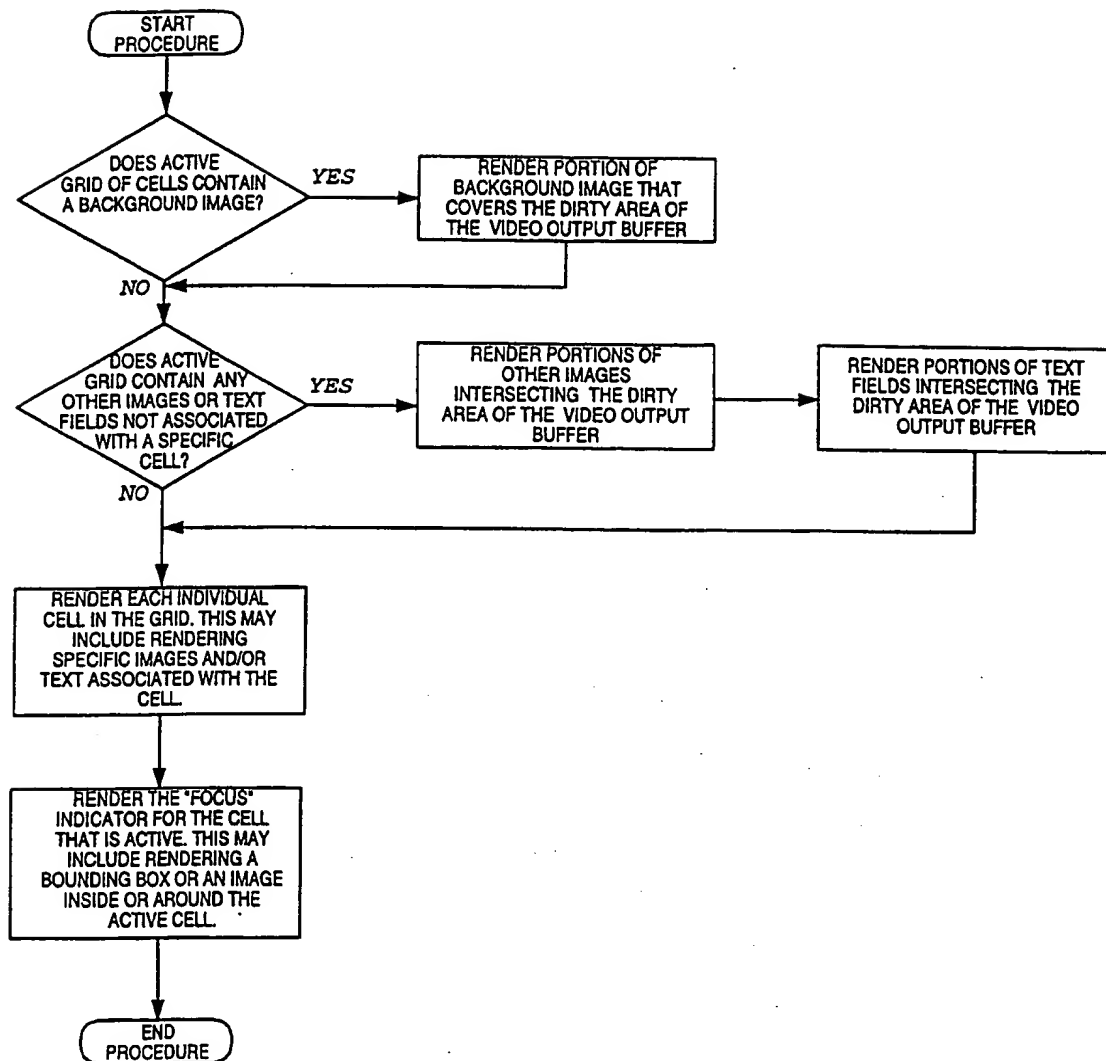 START
PROCEDURE
DOES ACTIVE
GRID OF CELLS CONTAIN
A BACKGROUND IMAGE?
YES
RENDER PORTION OF
BACKGROUND IMAGE THAT
COVERS THE DIRTY AREA OF
THE VIDEO OUTPUT BUFFER
NO
DOES ACTIVE
GRID CONTAIN ANY
OTHER IMAGES OR TEXT
FIELDS NOT ASSOCIATED
WITH A SPECIFIC
CELL?
YES
RENDER PORTIONS OF
OTHER IMAGES
INTERSECTING THE DIRTY
AREA OF THE VIDEO OUTPUT
BUFFER
RENDER PORTIONS OF TEXT
FIELDS INTERSECTING THE
DIRTY AREA OF THE VIDEO
OUTPUT BUFFER
NO
RENDER EACH INDIVIDUAL
CELL IN THE GRID. THIS MAY
INCLUDE RENDERING
SPECIFIC IMAGES AND/OR
TEXT ASSOCIATED WITH THE
CELL.
RENDER THE "FOCUS"
INDICATOR FOR THE CELL
THAT IS ACTIVE. THIS MAY
INCLUDE RENDERING A
BOUNDING BOX OR AN IMAGE
INSIDE OR AROUND THE
ACTIVE CELL.
END
PROCEDURE